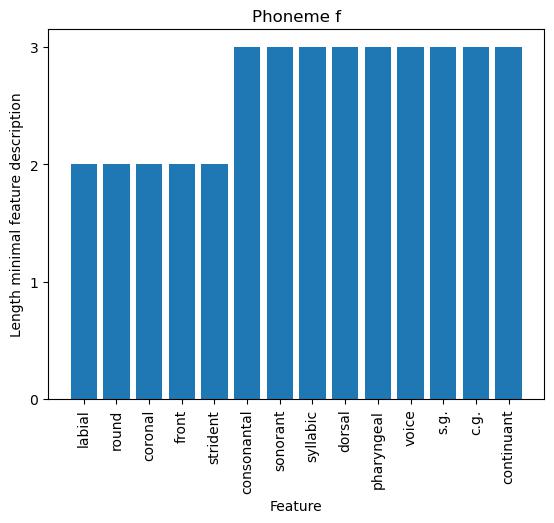 Phoneme f
Length minimal feature description
3
2
1
0
labial
round
coronal
front
strident
consonantal
sonorant
syllabic
dorsal
pharyngeal
voice
s.g.
c.g.
continuant
Feature